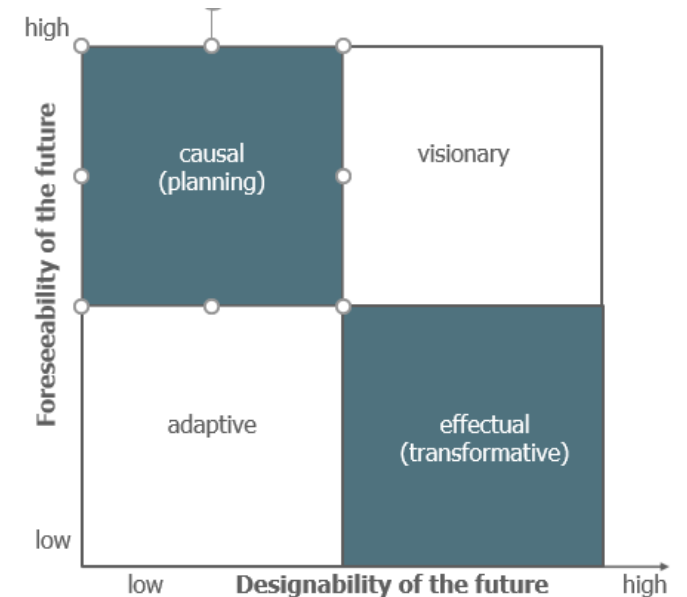 high
Foreseeability of the future
causal
(planning)
visionary
adaptive
effectual
(transformative)
low
low
Designability of the future
high